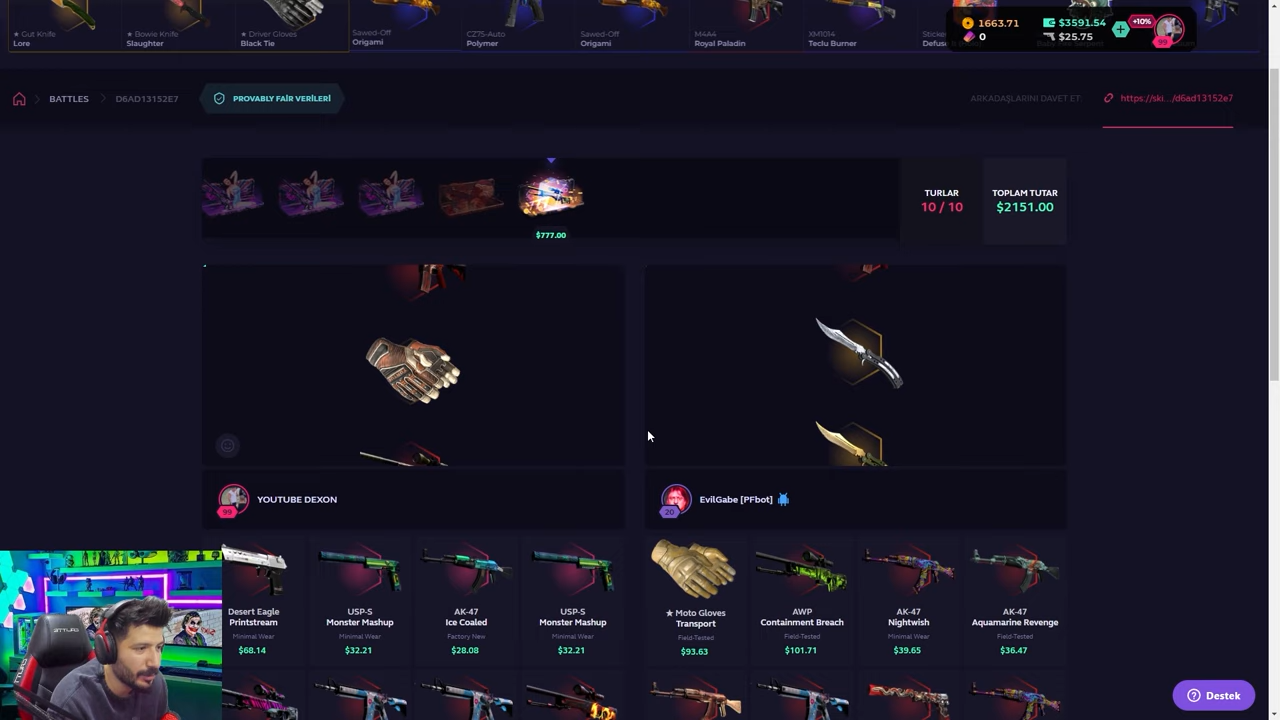 ★ Gut Knife
Lore
★ Bowie Knife
Slaughter
★ Driver Gloves
Black Tie
Sawed-Off
Origami
CZ75-Auto
Polymer
Sawed-Off
Origami
M4A4
Royal Paladin
XM1014
Teclu Burner
1663.71
0
$3591.54
$25.75
+10%
99
BATTLES
D6AD13152E7
PROVABLY FAİR VERİLERİ
ARKADAŞLARINI DAVET ET:
https://ski.../d6ad13152e7
$777.00
TURLAR
10 / 10
TOPLAM TUTAR
$2151.00
99
YOUTUBE DEXON
20
EvilGabe [PFbot]
Desert Eagle
Printstream
Minimal Wear
$68.14
USP-S
Monster Mashup
Minimal Wear
$32.21
AK-47
Ice Coaled
Factory New
$28.08
USP-S
Monster Mashup
Minimal Wear
$32.21
★ Moto Gloves
Transport
Field-Tested
$93.63
AWP
Containment Breach
Field-Tested
$101.71
AK-47
Nightwish
Minimal Wear
$39.65
AK-47
Aquamarine Revenge
Field-Tested
$36.47
Destek